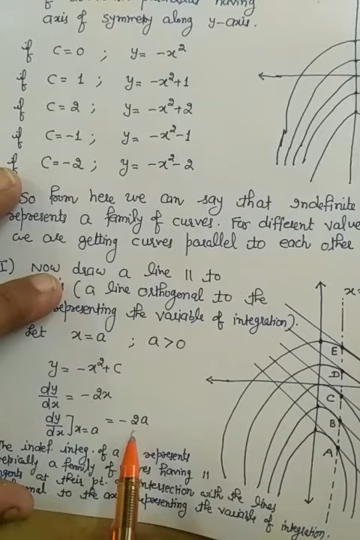 axis of symmetry along y-axis.
if C=0 ; y= -x²
if C= 1 ; y= -x²+1
if C=2 ; y= -x²+2
if C=-1 ; y= -x²-1
if C=-2 ; y= -x²-2
So from here we can say that indefinite
represents a family of curves. For different value
we are getting curves parallel to each other
I) Now draw a line || to
(a line orthogonal to the
representing the variable of integration).
Let x=a ; a>0
x=
y= -x²+C
dy/dx = -2x
dy/dx]x=a = -2a
E
D
C
B
A
The indef. integ. of a represents
a family of having ||
at their pt. of intersection with the lines
to the representing the variable of integration.